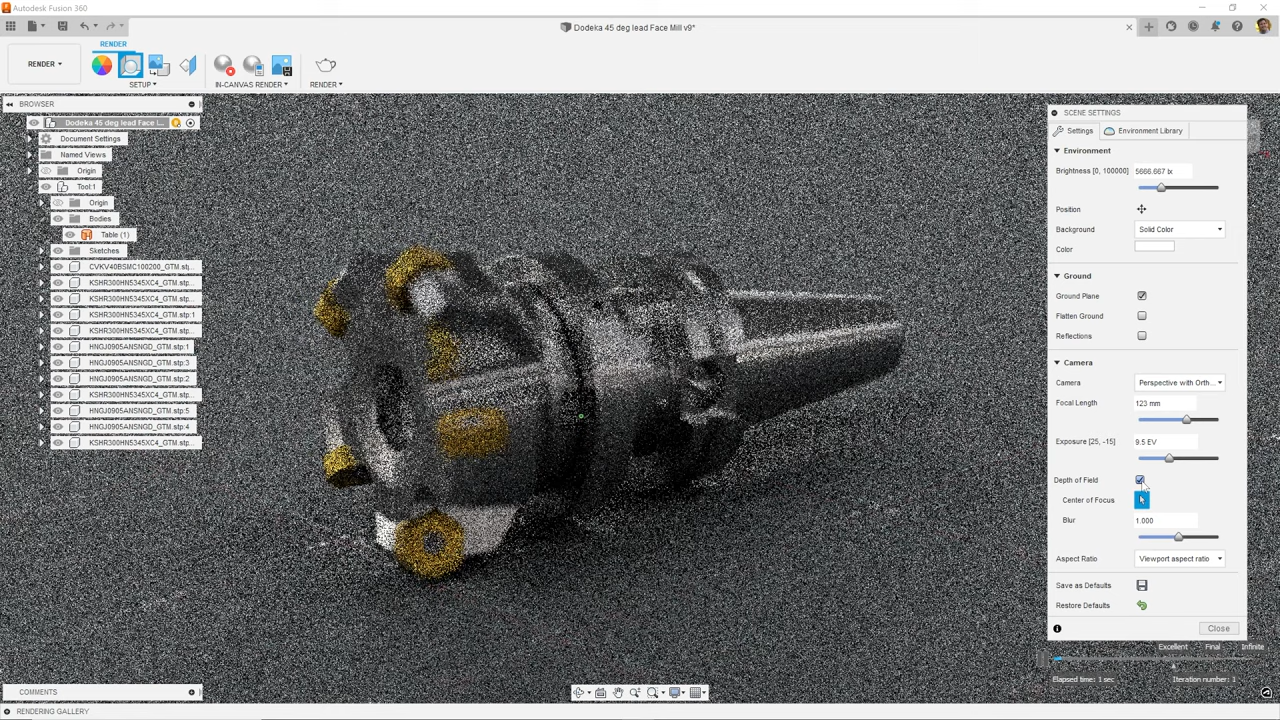 Autodesk Fusion 360
Dodeka 45 deg lead Face Mill v9*
RENDER
RENDER
SETUP
IN-CANVAS RENDER
RENDER
BROWSER
Dodeka 45 deg lead Face L...
Document Settings
Named Views
Origin
Tool:1
Origin
Bodies
Table (1)
Sketches
CVKV40BSMC100200_GTM.stp...
KSHR300HN5345XC4_GTM.stp...
KSHR300HN5345XC4_GTM.stp...
KSHR300HN5345XC4_GTM.stp:1
KSHR300HN5345XC4_GTM.stp...
HNGJ0905ANSNGD_GTM.stp:1
HNGJ0905ANSNGD_GTM.stp:3
HNGJ0905ANSNGD_GTM.stp:2
KSHR300HN5345XC4_GTM.stp...
HNGJ0905ANSNGD_GTM.stp:5
HNGJ0905ANSNGD_GTM.stp:4
KSHR300HN5345XC4_GTM.stp...
SCENE SETTINGS
Settings Environment Library
Environment
Brightness [0, 100000] 5666.667 lx
Position
Background Solid Color
Color
Ground
Ground Plane
Flatten Ground
Reflections
Camera
Camera Perspective with Orth...
Focal Length 123 mm
Exposure [25, -15] 9.5 EV
Depth of Field
Center of Focus
Blur 1.000
Aspect Ratio Viewport aspect ratio
Save as Defaults
Restore Defaults
Close
Excellent Final Infinite
Elapsed time: 1 sec Iteration number: 1
COMMENTS
RENDERING GALLERY